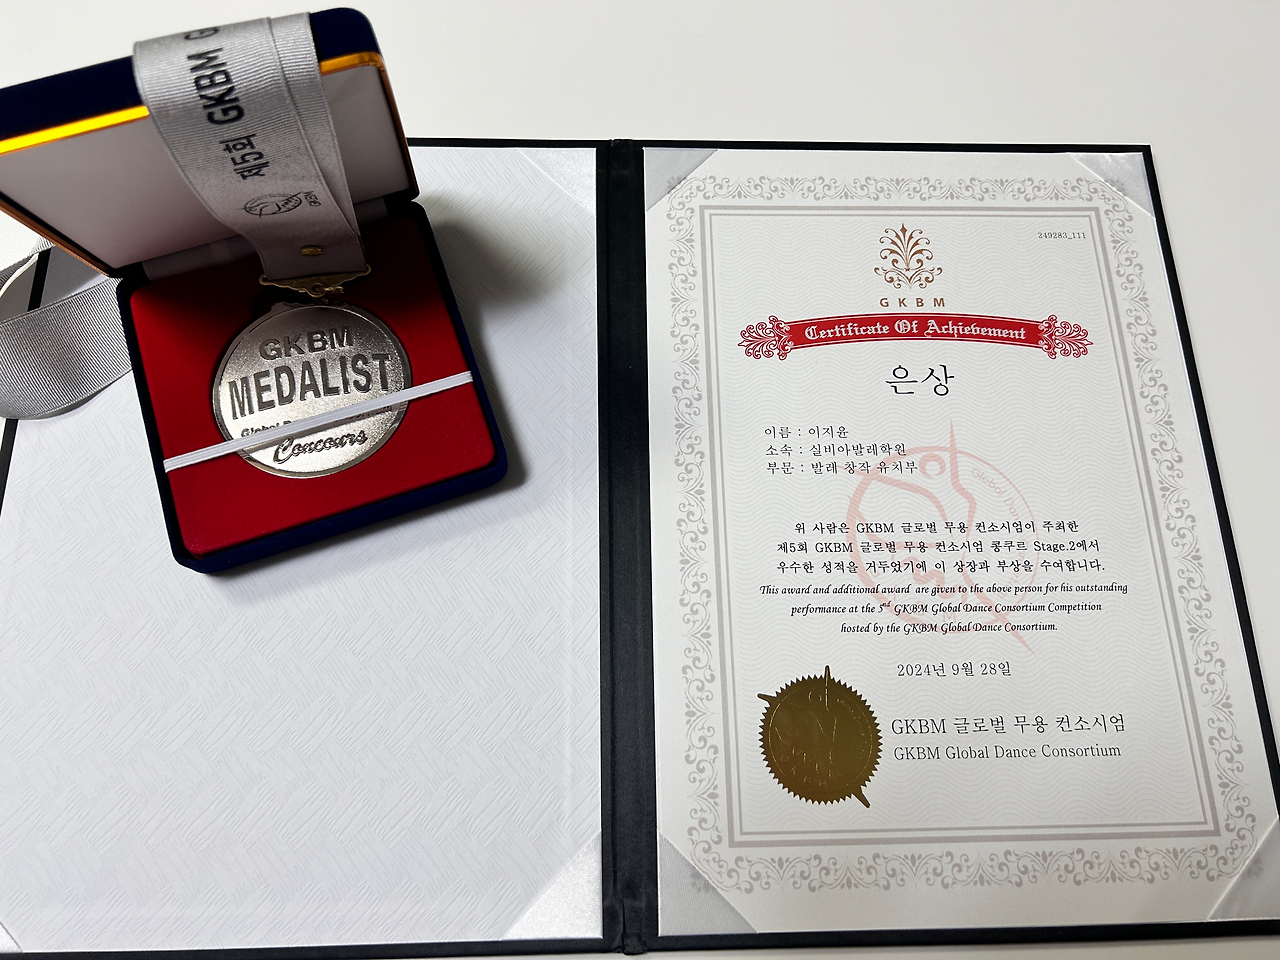 제5회 GKBM G
GKBM
GKBM
MEDALIST
Global
Concours
249283_111
GKBM
Certificate Of Achievement
은상
이름 : 이지윤
소속 : 실비아발레학원
부문 : 발레 창작 유치부
Global Dan
위 사람은 GKBM 글로벌 무용 컨소시엄이 주최한
제5회 GKBM 글로벌 무용 컨소시엄 콩쿠르 Stage.2에서
우수한 성적을 거두었기에 이 상장과 부상을 수여합니다.
This award and additional award are given to the above person for his outstanding
performance at the 5nd GKBM Global Dance Consortium Competition
hosted by the GKBM Global Dance Consortium.
2024년 9월 28일
GKBM 글로벌 무용 컨소시엄
GKBM Global Dance Consortium